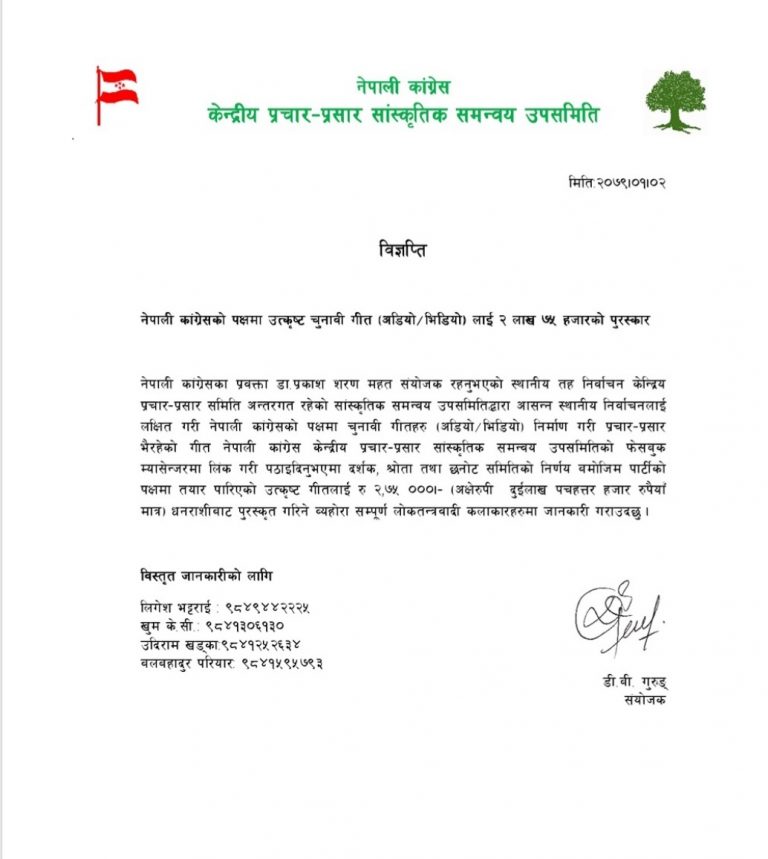 नेपाली कांग्रेस
केन्द्रीय प्रचार-प्रसार सांस्कृतिक समन्वय उपसमिति
मिति:२०७९।०१।०२
विज्ञप्ति
नेपाली कांग्रेसको पक्षमा उत्कृष्ट चुनावी गीत (अडियो/भिडियो) लाई २ लाख ७५ हजारको पुरस्कार
नेपाली कांग्रेसका प्रवक्ता डा.प्रकाश शरण महत संयोजक रहनुभएको स्थानीय तह निर्वाचन केन्द्रिय
प्रचार-प्रसार समिति अन्तरगत रहेको सांस्कृतिक समन्वय उपसमितिद्वारा आसन्न स्थानीय निर्वाचनलाई
लक्षित गरी नेपाली कांग्रेसको पक्षमा चुनावी गीतहरु (अडियो/भिडियो) निर्माण गरी प्रचार-प्रसार
भैरहेको गीत नेपाली कांग्रेस केन्द्रीय प्रचार-प्रसार सांस्कृतिक समन्वय उपसमितिको फेसबुक
म्यासेन्जरमा लिंक गरी पठाइदिनुभएमा दर्शक, श्रोता तथा छनोट समितिको निर्णय बमोजिम पार्टीको
पक्षमा तयार पारिएको उत्कृष्ट गीतलाई रु २,७५ ०००।- (अक्षेरुपी दुईलाख पचहत्तर हजार रुपैयाँ
मात्र) धनराशीबाट पुरस्कृत गरिने व्यहोरा सम्पूर्ण लोकतन्त्रवादी कलाकारहरुमा जानकारी गराउदछु ।
विस्तृत जानकारीको लागि
लिगेश भट्टराई : ९८४९४४२२२५
खुम के.सी.: ९८४१३०६१३०
उदिराम खड्का:९८४१२५२६३४
वलवहादुर परियार: ९८४१५९५७९३
डी.वी. गुरुङ्
संयोजक